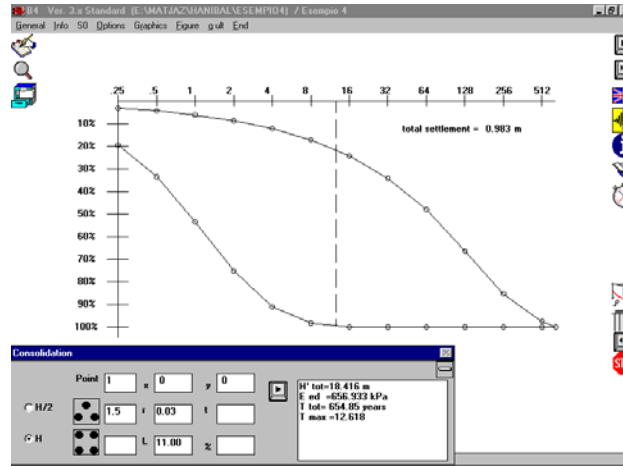 B4 Ver. 3.x Standard (E:\MATJAZ\HANIBAL\ESEMPIO4) / Esempio 4
General Info S0 Options Graphics Figure q ult End
.25 .5 1 2 4 8 16 32 64 128 256 512
total settlement = 0.983 m
10%
20%
30%
40%
50%
60%
70%
80%
90%
100%
Consolidation
Point 1 x 0 y 0
H/2 1.5 r 0.03 t
H L 11.00 %
H' tot=18.416 m
E ed =656.933 kPa
T tot= 654.85 years
T max =12.618